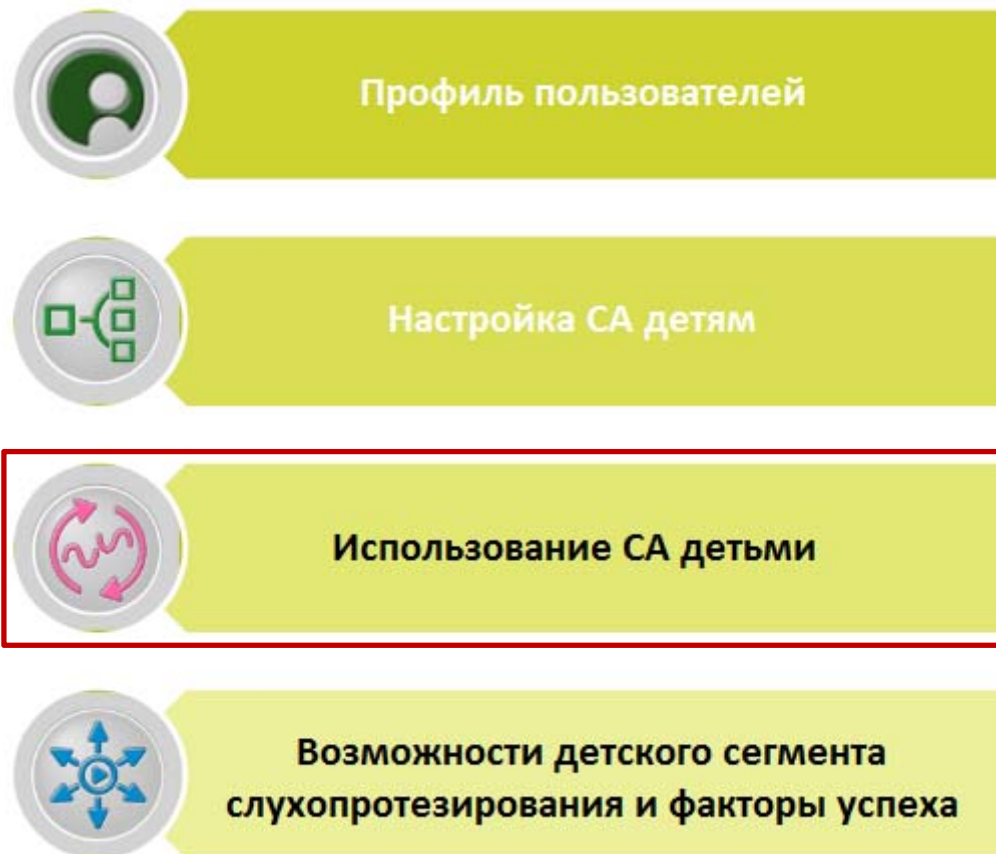 Профиль пользователей
Настройка СА детям
Использование СА детьми
Возможности детского сегмента
слухопротезирования и факторы успеха